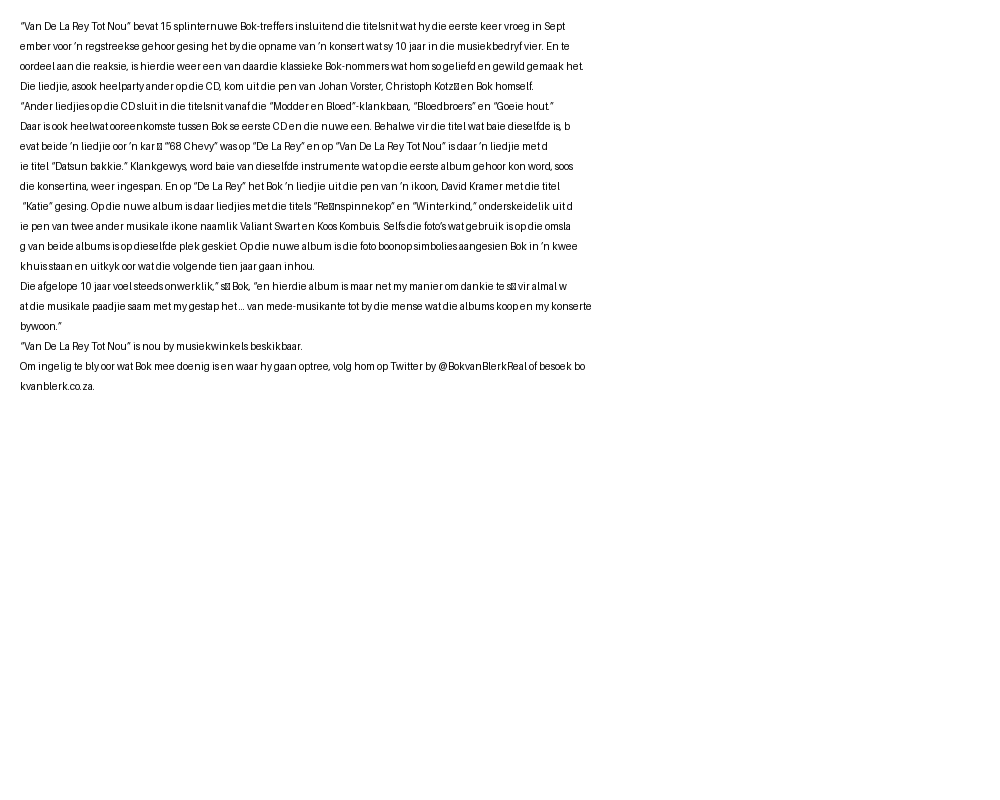 “Van De La Rey Tot Nou” bevat 15 splinternuwe Bok-treffers insluitend die titelsnit wat hy die eerste keer vroeg in Sept
ember voor ’n regstreekse gehoor gesing het by die opname van ’n konsert wat sy 10 jaar in die musiekbedryf vier. En te
oordeel aan die reaksie, is hierdie weer een van daardie klassieke Bok-nommers wat hom so geliefd en gewild gemaak het.
Die liedjie, asook heelparty ander op die CD, kom uit die pen van Johan Vorster, Christoph Kotz□ en Bok homself.
“Ander liedjies op die CD sluit in die titelsnit vanaf die “Modder en Bloed”-klankbaan, “Bloedbroers” en “Goeie hout.”
Daar is ook heelwat ooreenkomste tussen Bok se eerste CD en die nuwe een. Behalwe vir die titel wat baie dieselfde is, b
evat beide ’n liedjie oor ’n kar □ “’68 Chevy” was op “De La Rey” en op “Van De La Rey Tot Nou” is daar ’n liedjie met d
ie titel “Datsun bakkie.” Klankgewys, word baie van dieselfde instrumente wat op die eerste album gehoor kon word, soos
die konsertina, weer ingespan. En op “De La Rey” het Bok ’n liedjie uit die pen van ’n ikoon, David Kramer met die titel
“Katie” gesing. Op die nuwe album is daar liedjies met die titels “Re□nspinnekop” en “Winterkind,” onderskeidelik uit d
ie pen van twee ander musikale ikone naamlik Valiant Swart en Koos Kombuis. Selfs die foto’s wat gebruik is op die omsla
g van beide albums is op dieselfde plek geskiet. Op die nuwe album is die foto boonop simbolies aangesien Bok in ’n kwee
khuis staan en uitkyk oor wat die volgende tien jaar gaan inhou.
Die afgelope 10 jaar voel steeds onwerklik,” s□ Bok, “en hierdie album is maar net my manier om dankie te s□ vir almal w
at die musikale paadjie saam met my gestap het … van mede-musikante tot by die mense wat die albums koop en my konserte
bywoon.”
“Van De La Rey Tot Nou” is nou by musiekwinkels beskikbaar.
Om ingelig te bly oor wat Bok mee doenig is en waar hy gaan optree, volg hom op Twitter by @BokvanBlerkReal of besoek bo
kvanblerk.co.za.